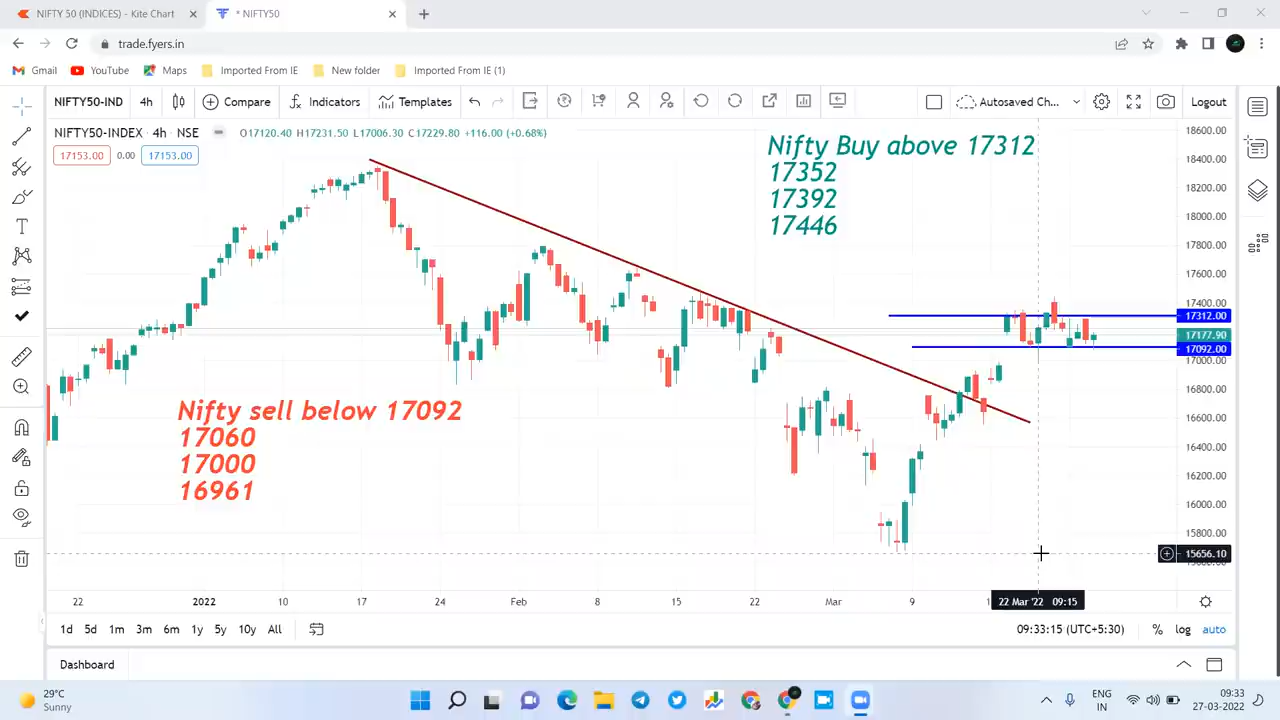 NIFTY 50 (INDICES) - Kite Chart
* NIFTY50
trade.fyers.in
Gmail YouTube Maps Imported From IE New folder Imported From IE (1)
NIFTY50-IND 4h Compare Indicators Templates Autosaved Ch... Logout
NIFTY50-INDEX · 4h · NSE O17120.40 H17231.50 L17006.30 C17229.80 +116.00 (+0.68%)
17153.00 0.00 17153.00
Nifty Buy above 17312
17352
17392
17446
Nifty sell below 17092
17060
17000
16961
18600.00
18400.00
18200.00
18000.00
17800.00
17600.00
17400.00
17312.00
17177.90
17092.00
17000.00
16800.00
16600.00
16400.00
16200.00
16000.00
15800.00
15656.10
22 2022 10 17 24 Feb 8 15 22 Mar 9
22 Mar '22 09:15
1d 5d 1m 3m 6m 1y 5y 10y All 09:33:15 (UTC+5:30) % log auto
Dashboard
29°C
Sunny
ENG
IN
09:33
27-03-2022